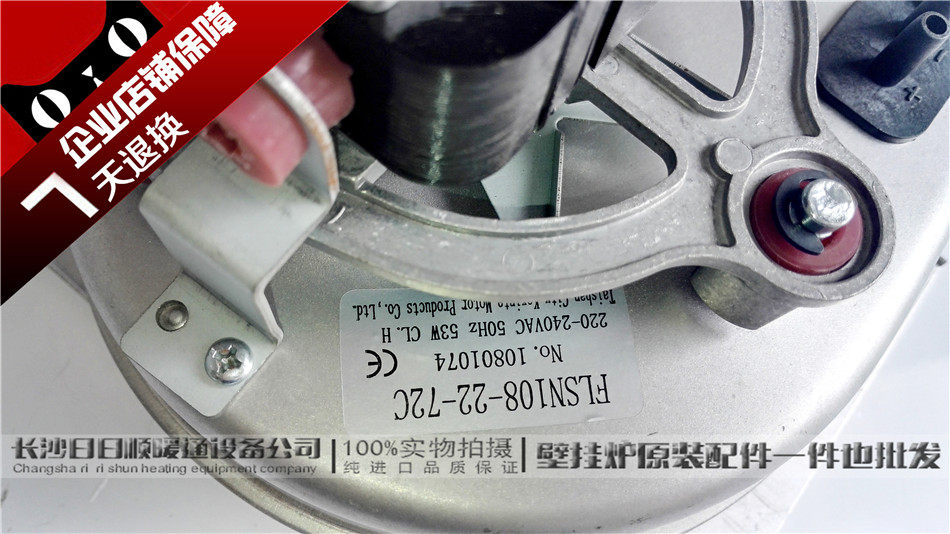 企业店铺保障
7天退换
FLSN108-22-72C
No. 10801074
CE
220-240VAC 50Hz 53W CL. H
Taishan City Motor Products Co., Ltd.
长沙日日顺暖通设备公司
Changsha ri ri shun heating equipment company
100%实物拍摄
纯进口品质保证
壁挂炉原装配件一件也批发